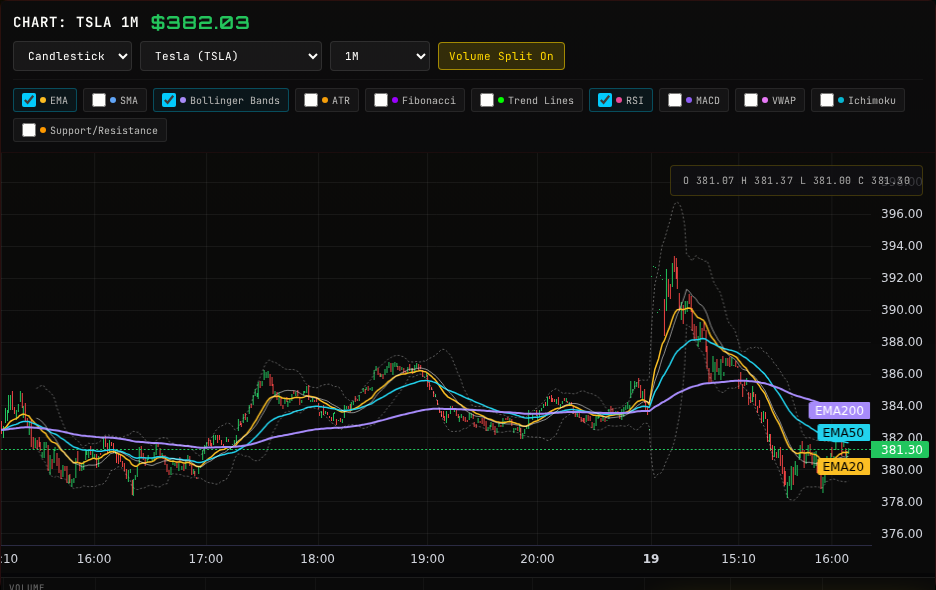 CHART: TSLA 1M $382.03
Candlestick Tesla (TSLA) 1M Volume Split On
EMA SMA Bollinger Bands ATR Fibonacci Trend Lines RSI MACD VWAP Ichimoku
Support/Resistance
O 381.07 H 381.37 L 381.00 C 381.30
396.00
394.00
392.00
390.00
388.00
386.00
384.00
EMA200
EMA50
382.00
381.30
EMA20
380.00
378.00
376.00
:10 16:00 17:00 18:00 19:00 20:00 19 15:10 16:00
VOLUME